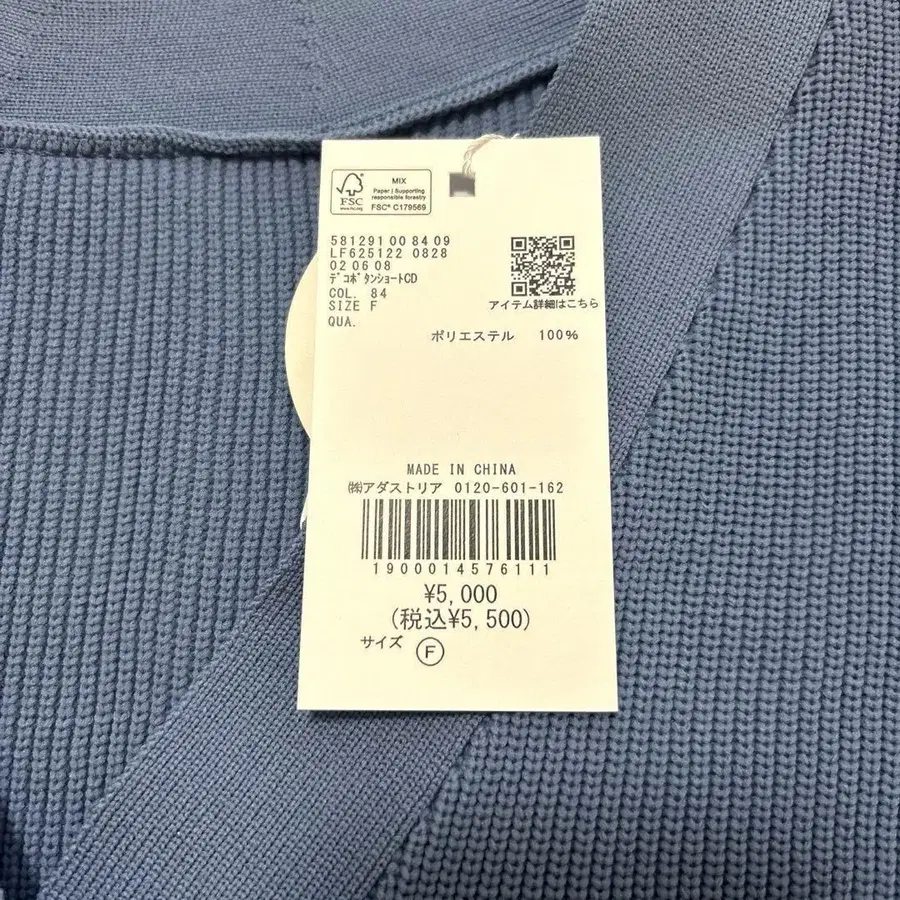 MIX
Paper | Supporting
responsible forestry
FSC® C179569
FSC
www.fsc.org
581291 00 84 09
LF625122 0828
02 06 08
ﾃﾞｺﾎﾞﾀﾝｼｮｰﾄCD
COL. 84
SIZE F
QUA.
アイテム詳細はこちら
ポリエステル 100%
MADE IN CHINA
㈱アダストリア 0120-601-162
1900014576111
¥5,000
(税込¥5,500)
サイズ F